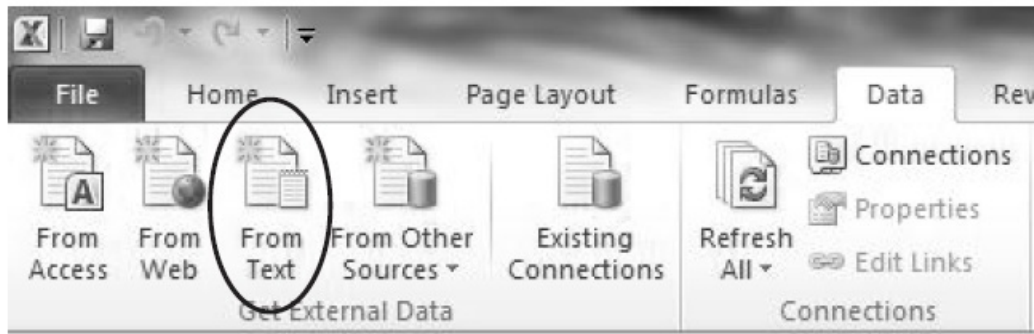 File Home Insert Page Layout Formulas Data Rev
From Access From Web From Text From Other Sources Existing Connections Refresh All Connections
Properties
Edit Links
Get External Data Connections